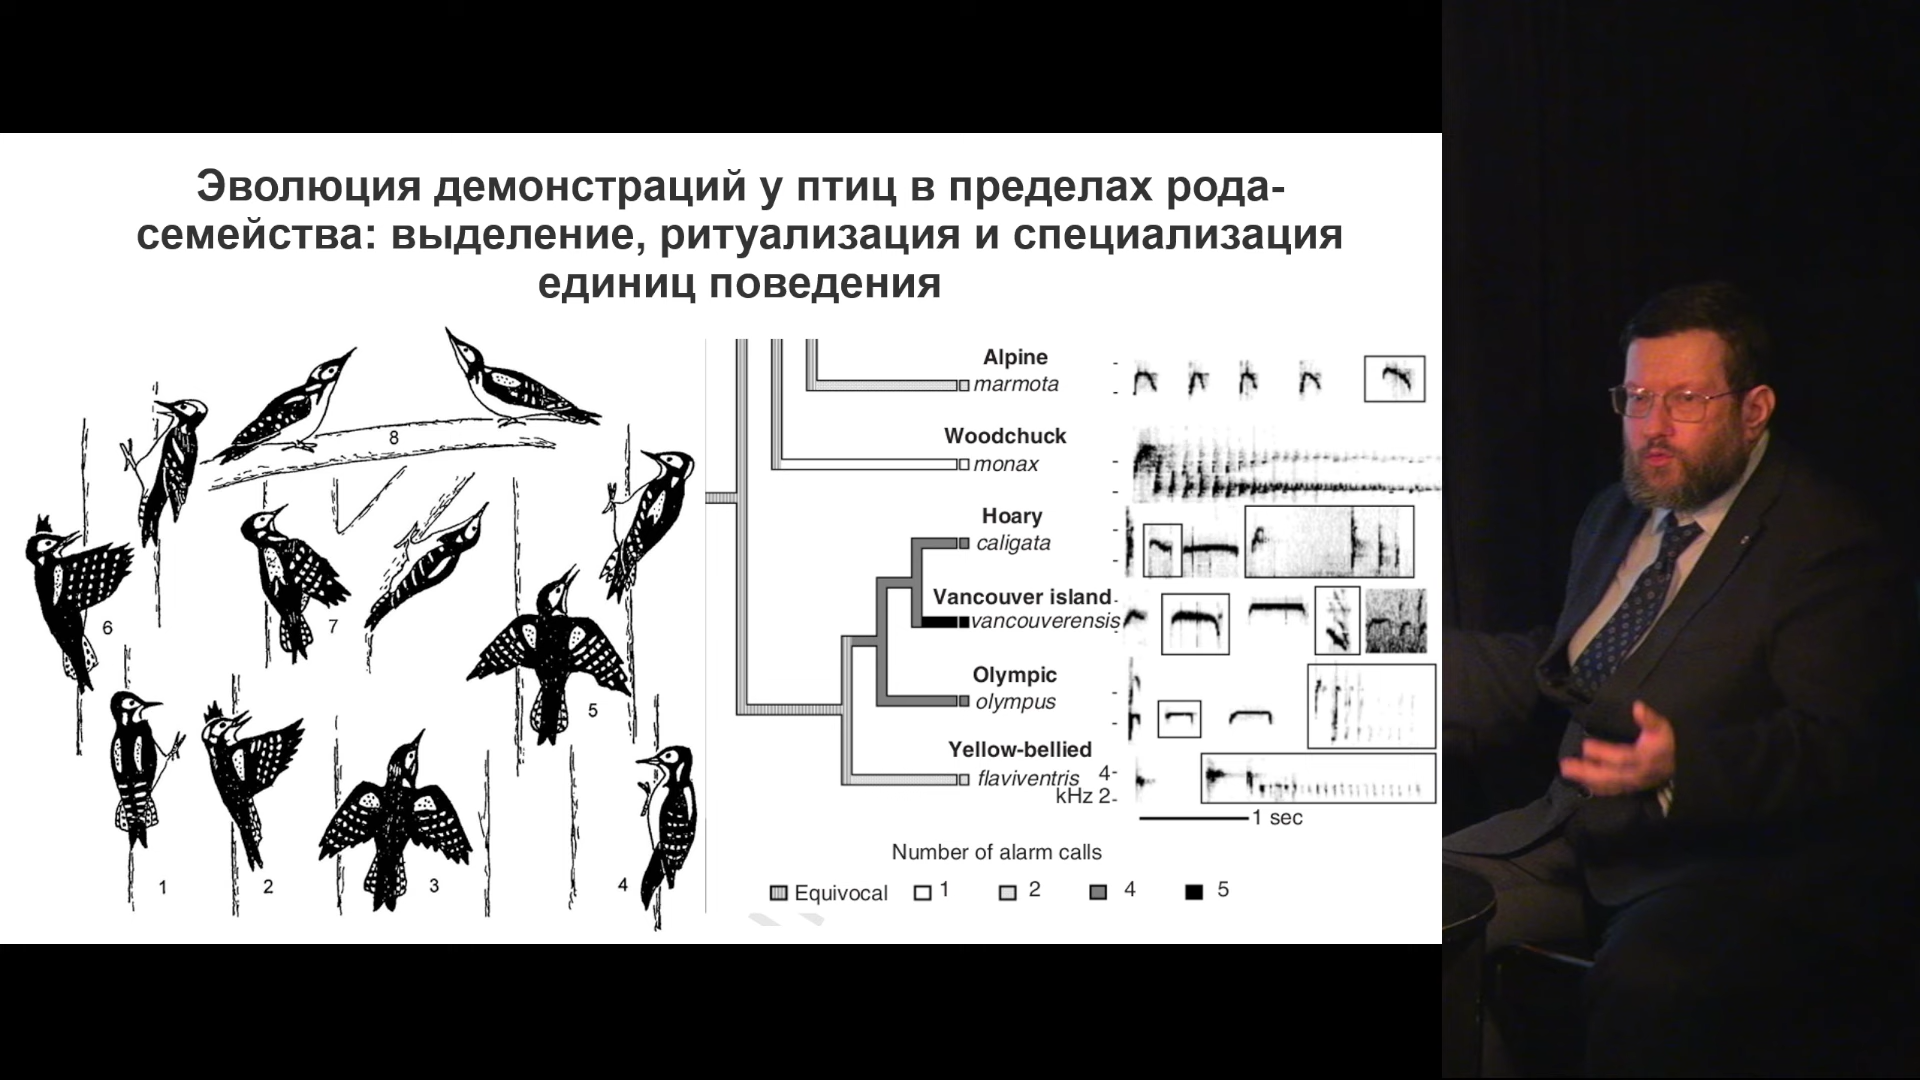 Эволюция демонстраций у птиц в пределах рода-
семейства: выделение, ритуализация и специализация
единиц поведения
8
6
7
5
1
2
3
4
Alpine
marmota
Woodchuck
monax
Hoary
caligata
Vancouver island
vancouverensis
Olympic
olympus
Yellow-bellied
flaviventris 4-
kHz 2-
1 sec
Number of alarm calls
Equivocal 1 2 4 5